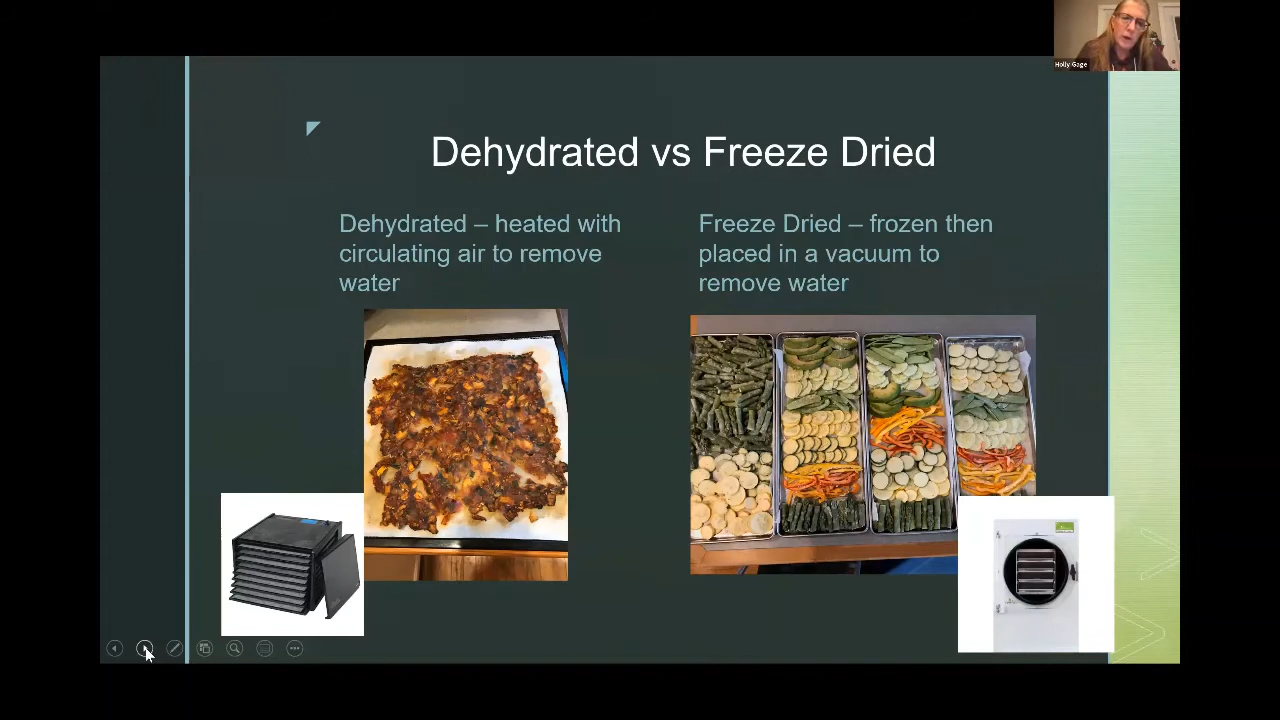 Holly Gage
Dehydrated vs Freeze Dried
Dehydrated – heated with
circulating air to remove
water
Freeze Dried – frozen then
placed in a vacuum to
remove water